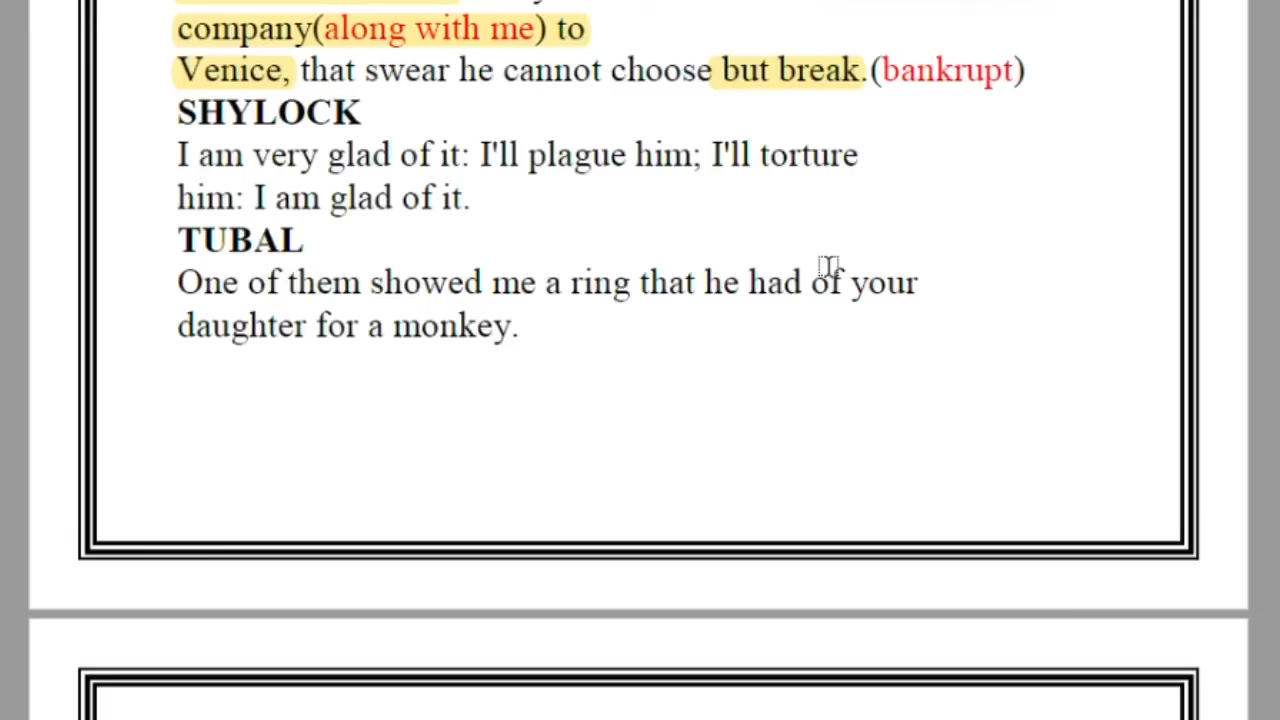 company(along with me) to
Venice, that swear he cannot choose but break.(bankrupt)
SHYLOCK
I am very glad of it: I'll plague him; I'll torture
him: I am glad of it.
TUBAL
One of them showed me a ring that he had of your
daughter for a monkey.